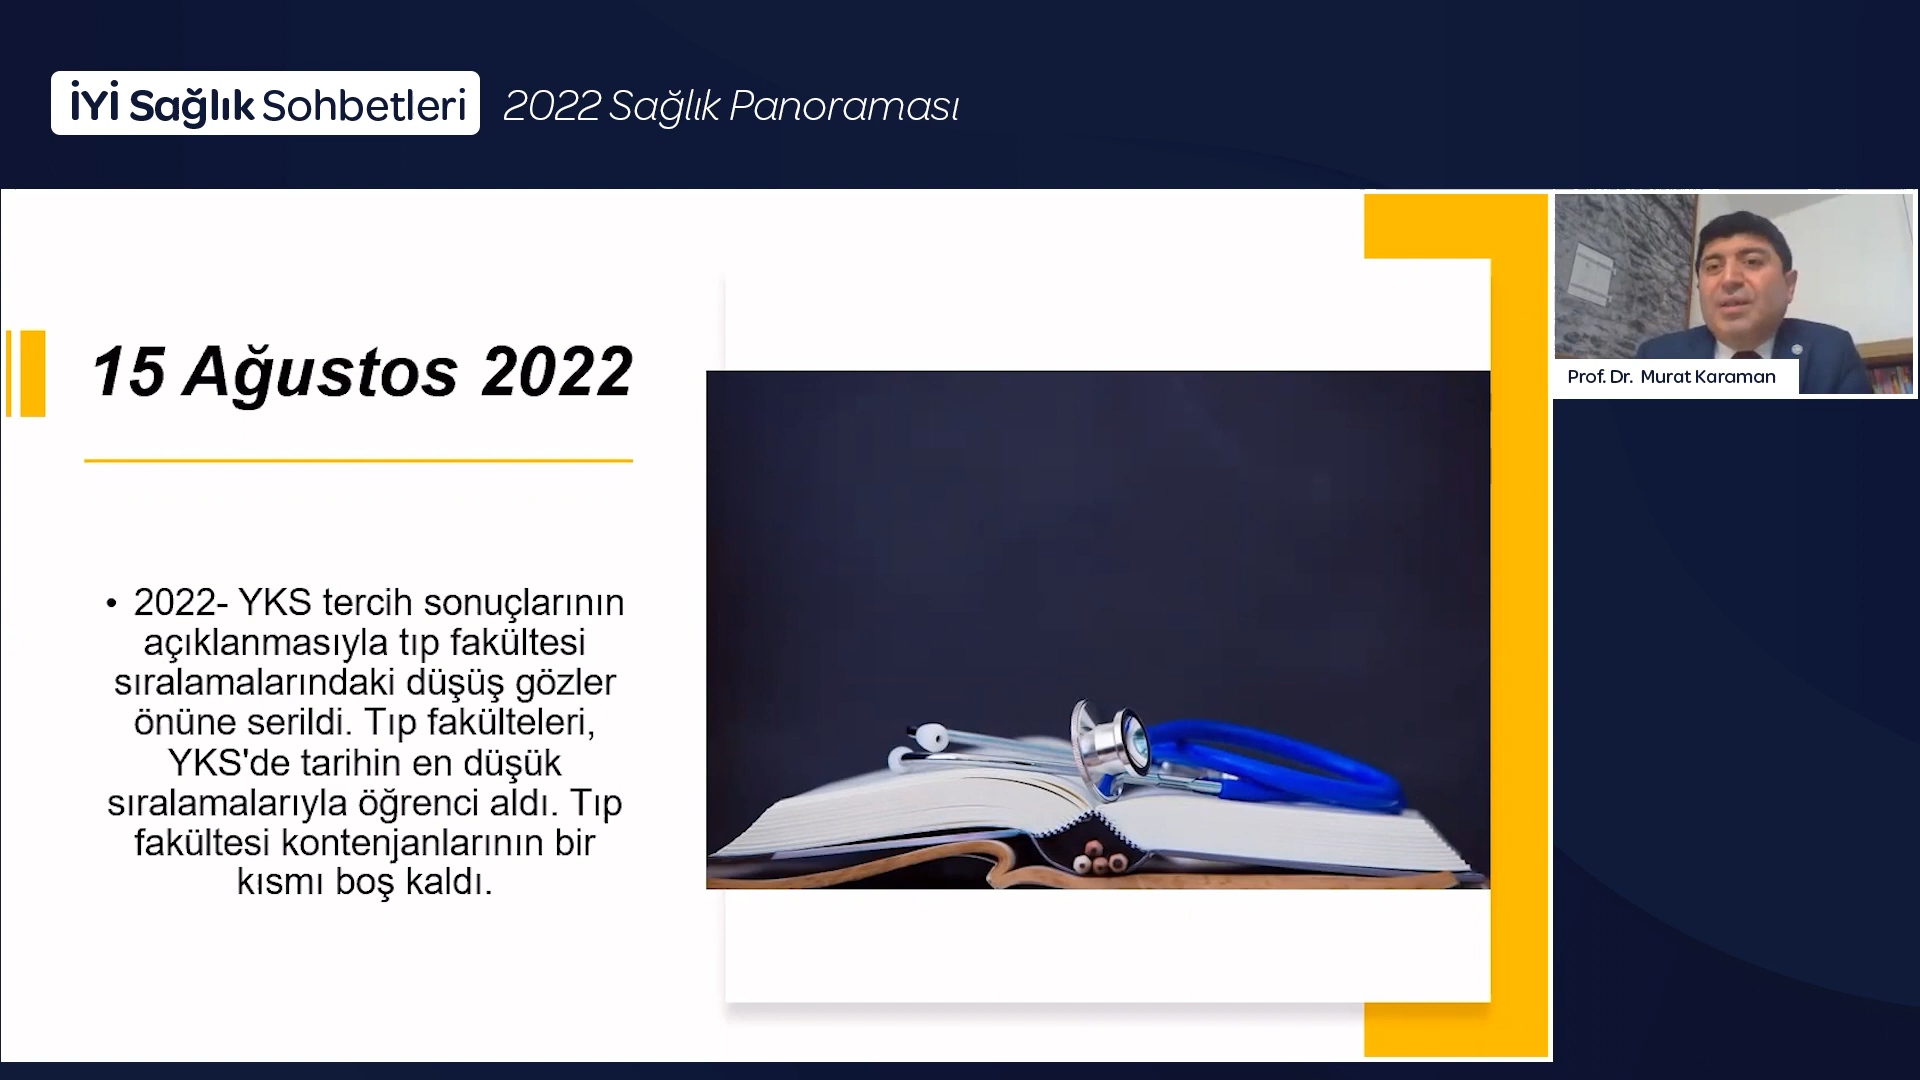 İYİ Sağlık Sohbetleri 2022 Sağlık Panoraması
15 Ağustos 2022
• 2022- YKS tercih sonuçlarının
açıklanmasıyla tıp fakültesi
sıralamalarındaki düşüş gözler
önüne serildi. Tıp fakülteleri,
YKS'de tarihin en düşük
sıralamalarıyla öğrenci aldı. Tıp
fakültesi kontenjanlarının bir
kısmı boş kaldı.
Prof. Dr. Murat Karaman